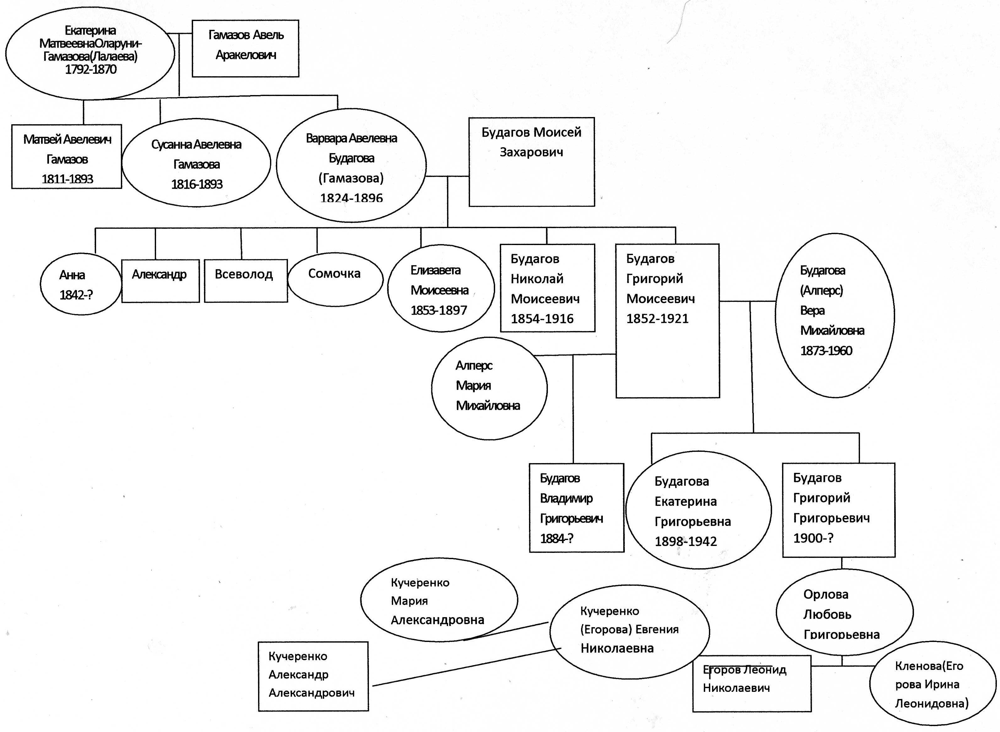 Екатерина
МатвеевнаОларуни-
Гамазова(Лалаева)
1792-1870
Гамазов Авель
Аракелович
Матвей Авелевич
Гамазов
1811-1893
Сусанна Авелевна
Гамазова
1816-1893
Варвара Авелевна
Будагова
(Гамазова)
1824-1896
Будагов Моисей
Захарович
Анна
1842-?
Александр
Всеволод
Сомочка
Елизавета
Моисеевна
1853-1897
Будагов
Николай
Моисеевич
1854-1916
Будагов
Григорий
Моисеевич
1852-1921
Будагова
(Алперс)
Вера
Михайловна
1873-1960
Алперс
Мария
Михайловна
Будагов
Владимир
Григорьевич
1884-?
Будагова
Екатерина
Григорьевна
1898-1942
Будагов
Григорий
Григорьевич
1900-?
Кучеренко
Мария
Александровна
Кучеренко
(Егорова) Евгения
Николаевна
Орлова
Любовь
Григорьевна
Кучеренко
Александр
Александрович
Егоров Леонид
Николаевич
Кленова(Его
рова Ирина
Леонидовна)